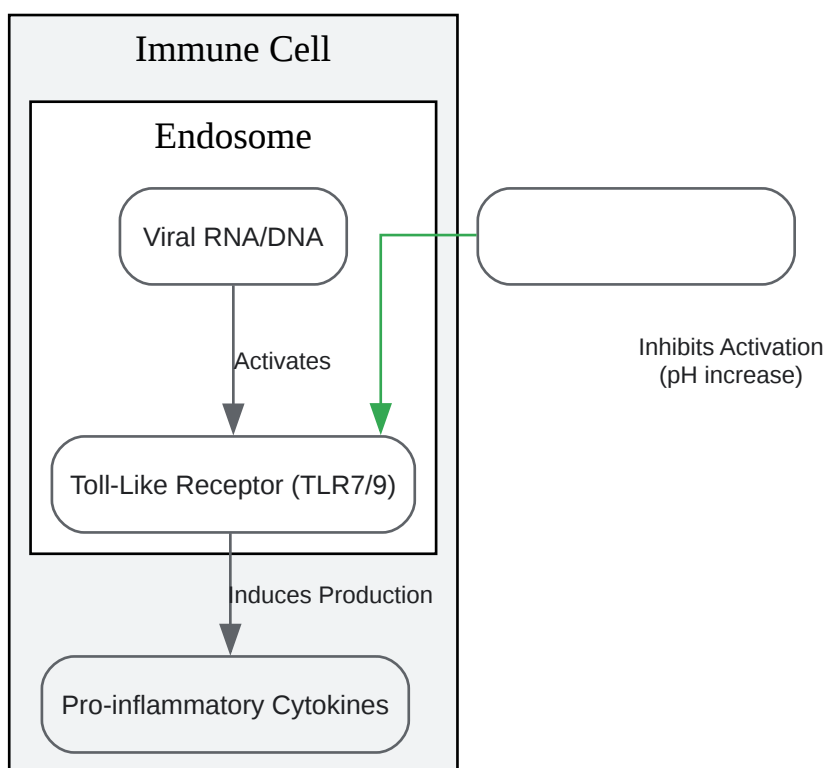 Immune Cell
Endosome
Viral RNA/DNA
Activates
Inhibits Activation
(pH increase)
Toll-Like Receptor (TLR7/9)
Induces Production
Pro-inflammatory Cytokines